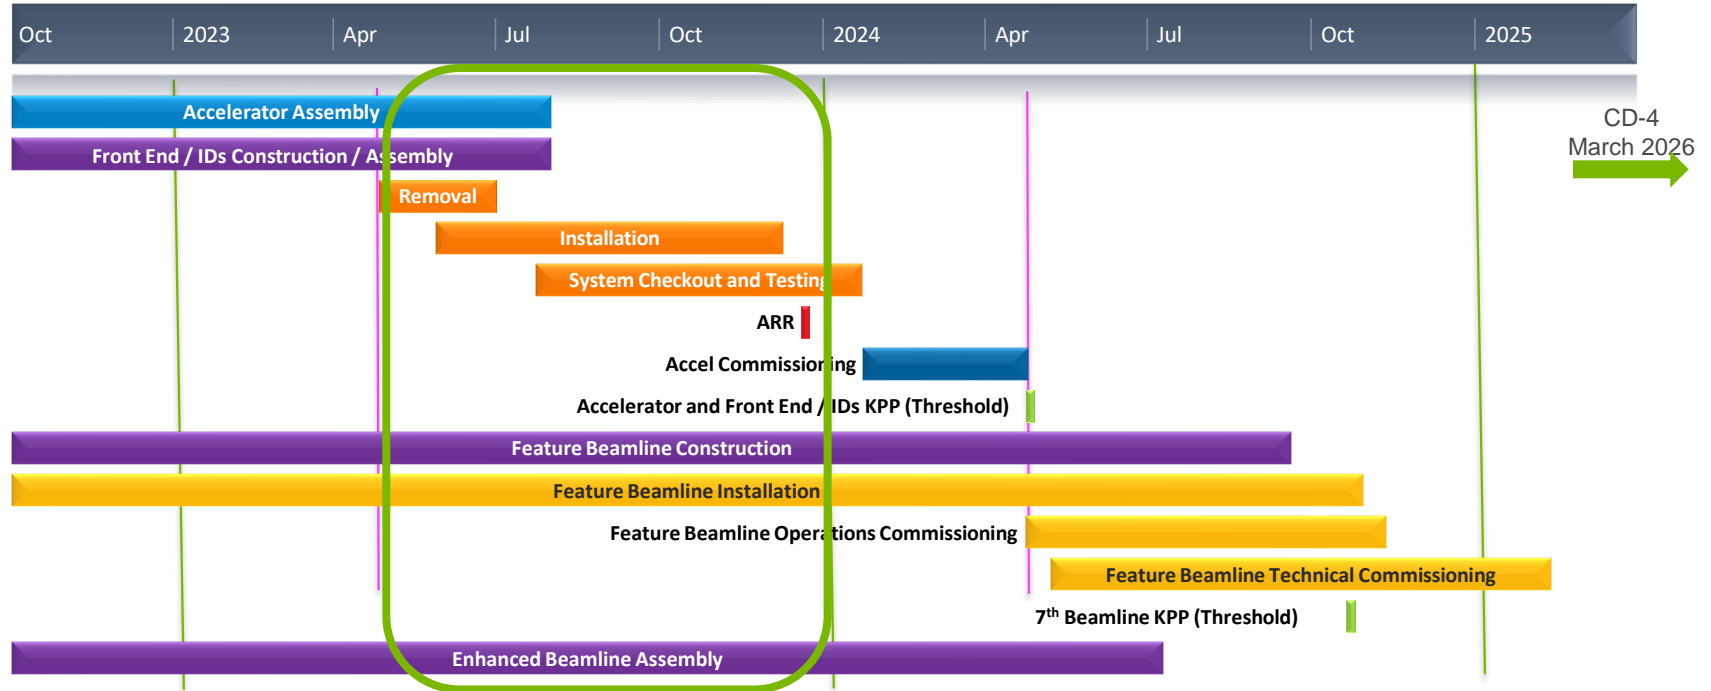 Oct 2023 Apr Jul Oct 2024 Apr Jul Oct 2025
Accelerator Assembly
CD-4
March 2026
Front End / IDs Construction / Assembly
Removal
Installation
System Checkout and Testing
ARR
Accel Commissioning
Accelerator and Front End / IDs KPP (Threshold)
Feature Beamline Construction
Feature Beamline Installation
Feature Beamline Operations Commissioning
Feature Beamline Technical Commissioning
7th Beamline KPP (Threshold)
Enhanced Beamline Assembly